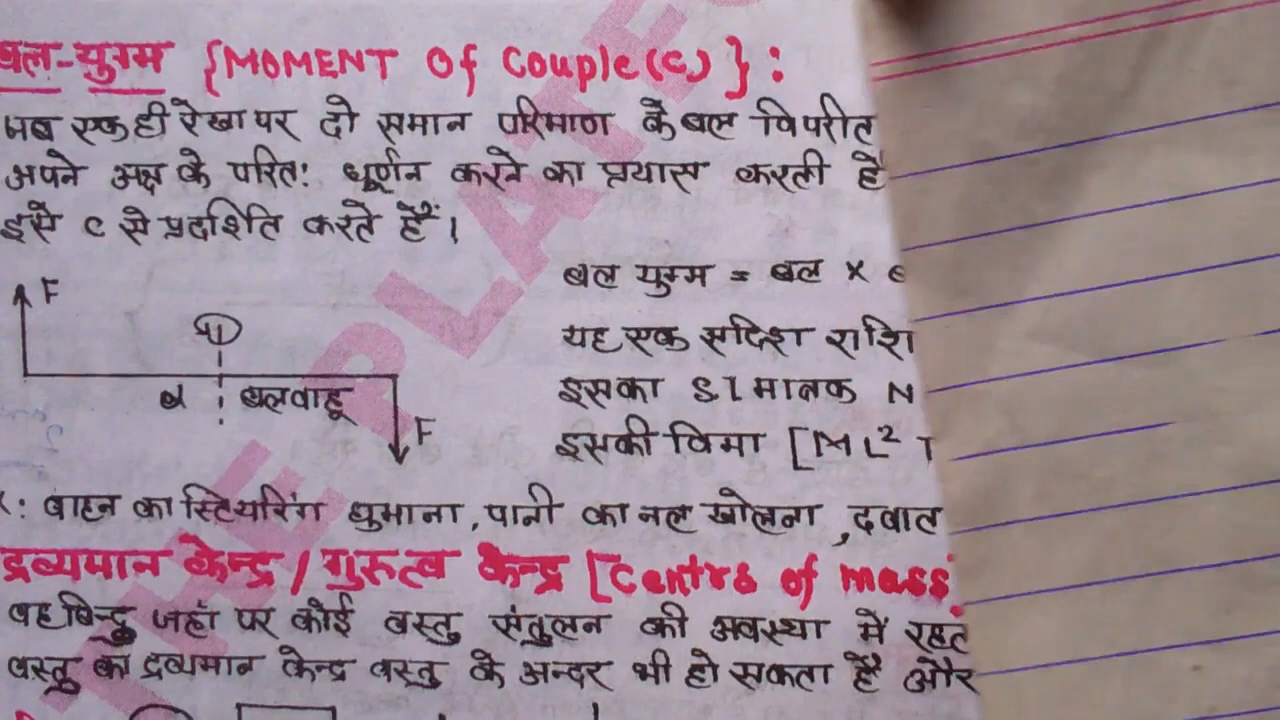 बल-युग्म {MOMENT Of Couple(c)}:
जब एक ही रेखा पर दो समान परिमाण के बल विपरीत
अपने अक्ष के परित: घूर्णन करने का प्रयास करती है
इसे c से प्रदर्शित करते हैं।
F
बल युग्म = बल ×
यह एक सदिश राशि
d बलबाहू
इसका SI मात्रक N
F
इसकी विमा [ML² T
: वाहन का स्टियरिंग घुमाना, पानी का नल खोलना, दवात
द्रव्यमान केन्द्र / गुरुत्व केन्द्र [Centre of mass
वह बिन्दु जहाँ पर कोई वस्तु संतुलन की अवस्था में रहत
वस्तु का द्रव्यमान केन्द्र वस्तु के अन्दर भी हो सकता है और